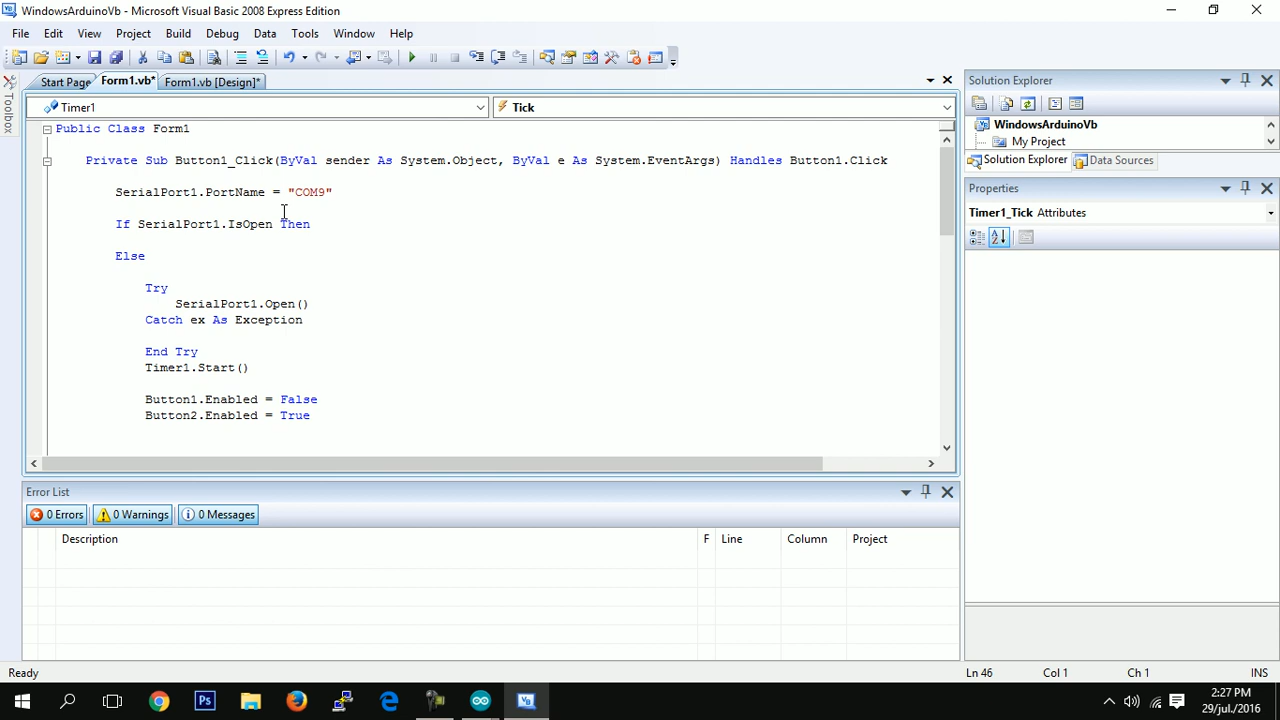 WindowsArduinoVb - Microsoft Visual Basic 2008 Express Edition
File Edit View Project Build Debug Data Tools Window Help
Start Page Form1.vb* Form1.vb [Design]*
Toolbox
Timer1 Tick
Public Class Form1
Private Sub Button1_Click(ByVal sender As System.Object, ByVal e As System.EventArgs) Handles Button1.Click
SerialPort1.PortName = "COM9"
If SerialPort1.IsOpen Then
Else
Try
SerialPort1.Open()
Catch ex As Exception
End Try
Timer1.Start()
Button1.Enabled = False
Button2.Enabled = True
Error List
0 Errors 0 Warnings 0 Messages
Description F Line Column Project
Solution Explorer
WindowsArduinoVb
My Project
Solution Explorer Data Sources
Properties
Timer1_Tick Attributes
Ready Ln 46 Col 1 Ch 1 INS
2:27 PM
29/jul./2016